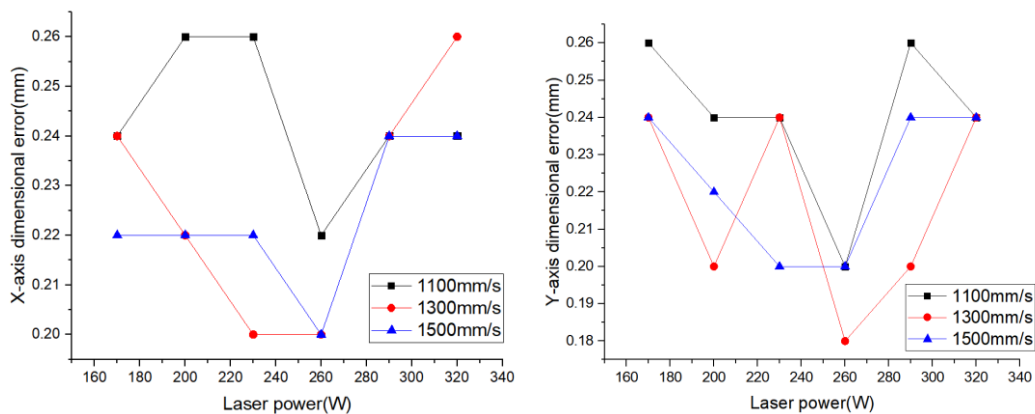 X-axis dimensional error(mm)
0.26
0.25
0.24
0.23
0.22
0.21
0.20
1100mm/s
1300mm/s
1500mm/s
160 180 200 220 240 260 280 300 320 340
Laser power(W)
Y-axis dimensional error(mm)
0.26
0.25
0.24
0.23
0.22
0.21
0.20
0.19
0.18
1100mm/s
1300mm/s
1500mm/s
160 180 200 220 240 260 280 300 320 340
Laser power(W)